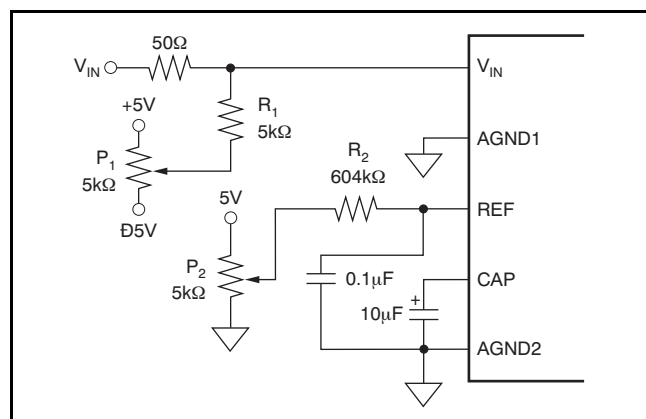 50Ω
V_IN
V_IN
+5V
R_1
5kΩ
P_1
5kΩ
AGND1
R_2
604kΩ
Ð5V
5V
REF
P_2
5kΩ
0.1μF
CAP
+
10μF
AGND2